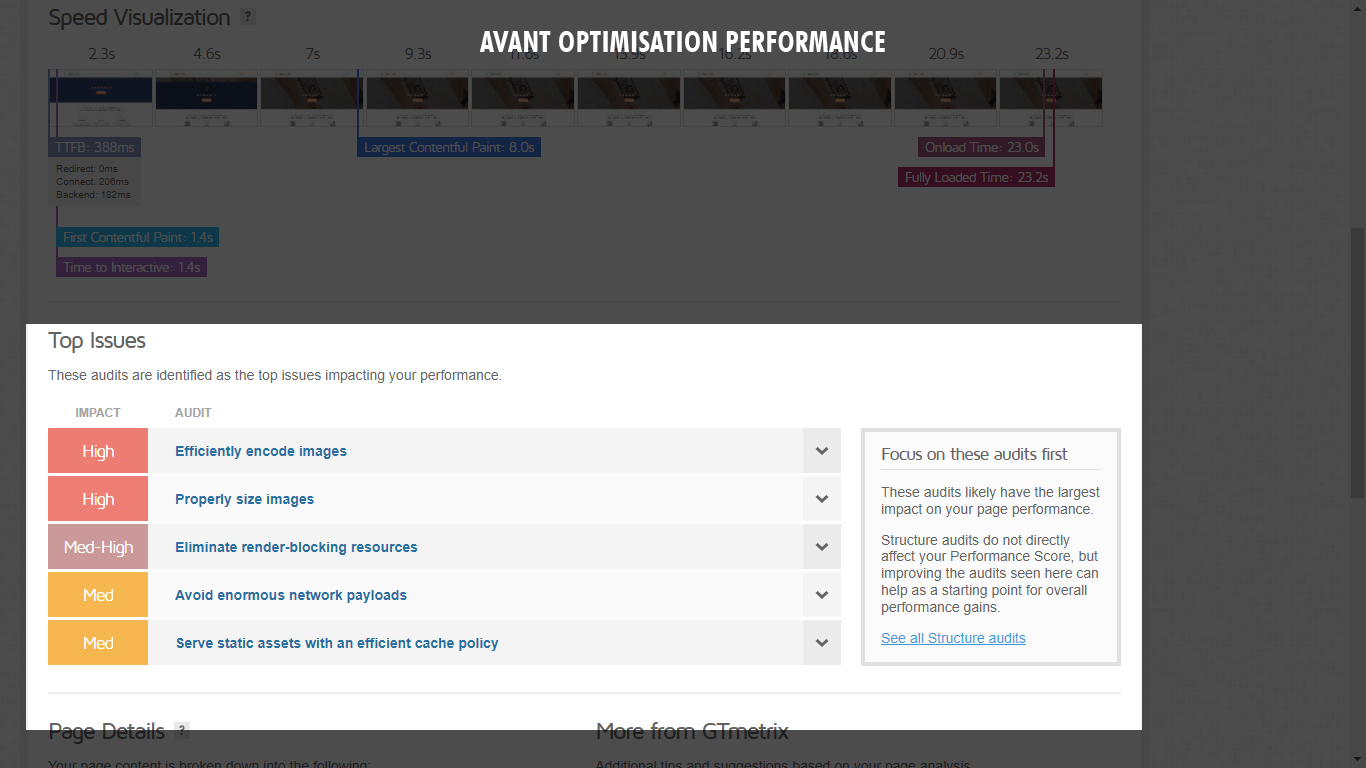 Speed Visualization ?
AVANT OPTIMISATION PERFORMANCE
2.3s 4.6s 7s 9.3s 11.6s 13.9s 16.2s 18.6s 20.9s 23.2s
TTFB: 388ms
Largest Contentful Paint: 8.0s
Onload Time: 23.0s
Redirect: 0ms
Connect: 206ms
Backend: 182ms
Fully Loaded Time: 23.2s
First Contentful Paint: 1.4s
Time to Interactive: 1.4s
Top Issues
These audits are identified as the top issues impacting your performance.
IMPACT AUDIT
High Efficiently encode images
High Properly size images
Med-High Eliminate render-blocking resources
Med Avoid enormous network payloads
Med Serve static assets with an efficient cache policy
Focus on these audits first
These audits likely have the largest
impact on your page performance.
Structure audits do not directly
affect your Performance Score, but
improving the audits seen here can
help as a starting point for overall
performance gains.
See all Structure audits
Page Details ?
More from GTmetrix
Your page content is broken down into the following:
Additional tips and suggestions based on your page analysis